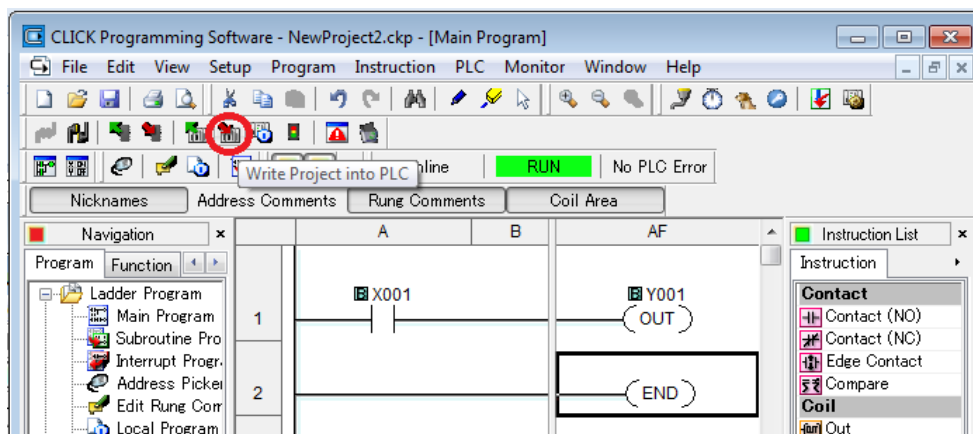 CLICK Programming Software - NewProject2.ckp - [Main Program]
File Edit View Setup Program Instruction PLC Monitor Window Help
RUN No PLC Error
Write Project into PLC
Nicknames Address Comments Rung Comments Coil Area
Navigation A B AF Instruction List
Program Function Instruction
Ladder Program X001 Y001 Contact
Main Program 1 OUT Contact (NO)
Subroutine Pro Contact (NC)
Interrupt Progr Edge Contact
Address Picker 2 END Compare
Edit Rung Com Coil
Local Program Out